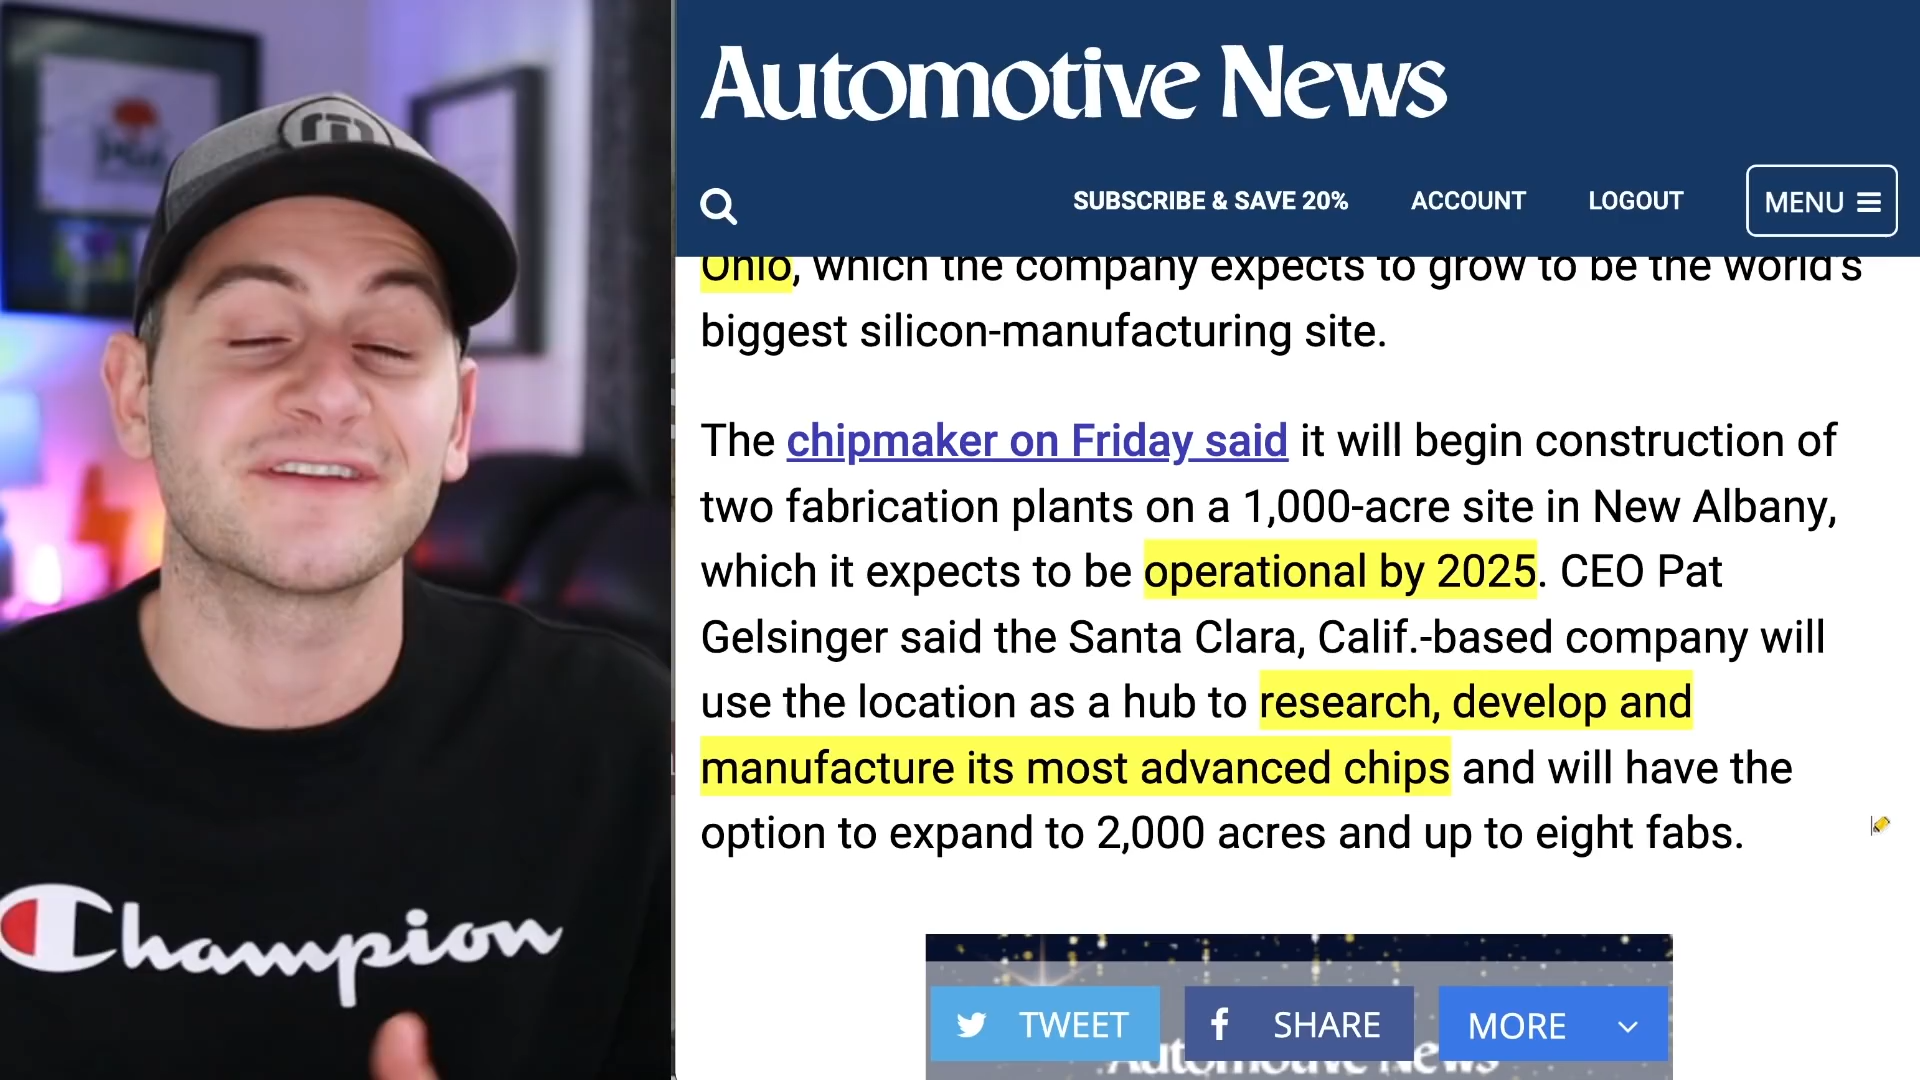 Automotive News
SUBSCRIBE & SAVE 20% ACCOUNT LOGOUT MENU
Ohio, which the company expects to grow to be the world's
biggest silicon-manufacturing site.
The chipmaker on Friday said it will begin construction of
two fabrication plants on a 1,000-acre site in New Albany,
which it expects to be operational by 2025. CEO Pat
Gelsinger said the Santa Clara, Calif.-based company will
use the location as a hub to research, develop and
manufacture its most advanced chips and will have the
option to expand to 2,000 acres and up to eight fabs.
TWEET SHARE MORE
Automotive News
Champion